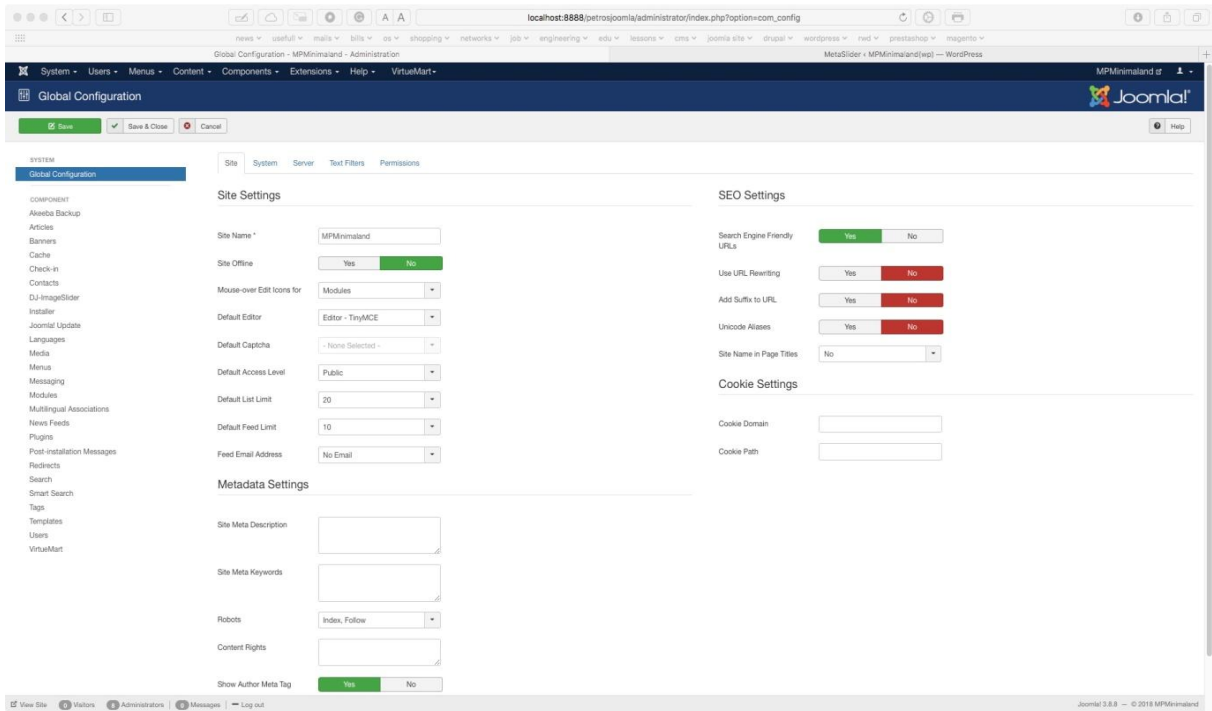 A A
localhost:8888/petrosjoomla/administrator/index.php?option=com_config
news usefull mails bills os shopping networks job engineering edu lessons cms joomla site drupal wordpress rwd prestashop magento
Global Configuration - MPMinimaland - Administration
MetaSlider ‹ MPMinimaland(wp) — WordPress
System Users Menus Content Components Extensions Help VirtueMart
MPMinimaland
Global Configuration
Joomla!
Save
Save & Close
Cancel
Help
SYSTEM
Global Configuration
COMPONENT
Akeeba Backup
Articles
Banners
Cache
Check-in
Contacts
DJ-ImageSlider
Installer
Joomla! Update
Languages
Media
Menus
Messaging
Modules
Multilingual Associations
News Feeds
Plugins
Post-installation Messages
Redirects
Search
Smart Search
Tags
Templates
Users
VirtueMart
Site System Server Text Filters Permissions
Site Settings
Site Name *
MPMinimaland
Site Offline
Yes No
Mouse-over Edit Icons for
Modules
Default Editor
Editor - TinyMCE
Default Captcha
- None Selected -
Default Access Level
Public
Default List Limit
20
Default Feed Limit
10
Feed Email Address
No Email
Metadata Settings
Site Meta Description
Site Meta Keywords
Robots
Index, Follow
Content Rights
Show Author Meta Tag
Yes No
SEO Settings
Search Engine Friendly
URLs
Yes No
Use URL Rewriting
Yes No
Add Suffix to URL
Yes No
Unicode Aliases
Yes No
Site Name in Page Titles
No
Cookie Settings
Cookie Domain
Cookie Path
View Site
Visitors
Administrators
Messages
Log out
Joomla! 3.8.8 — © 2018 MPMinimaland